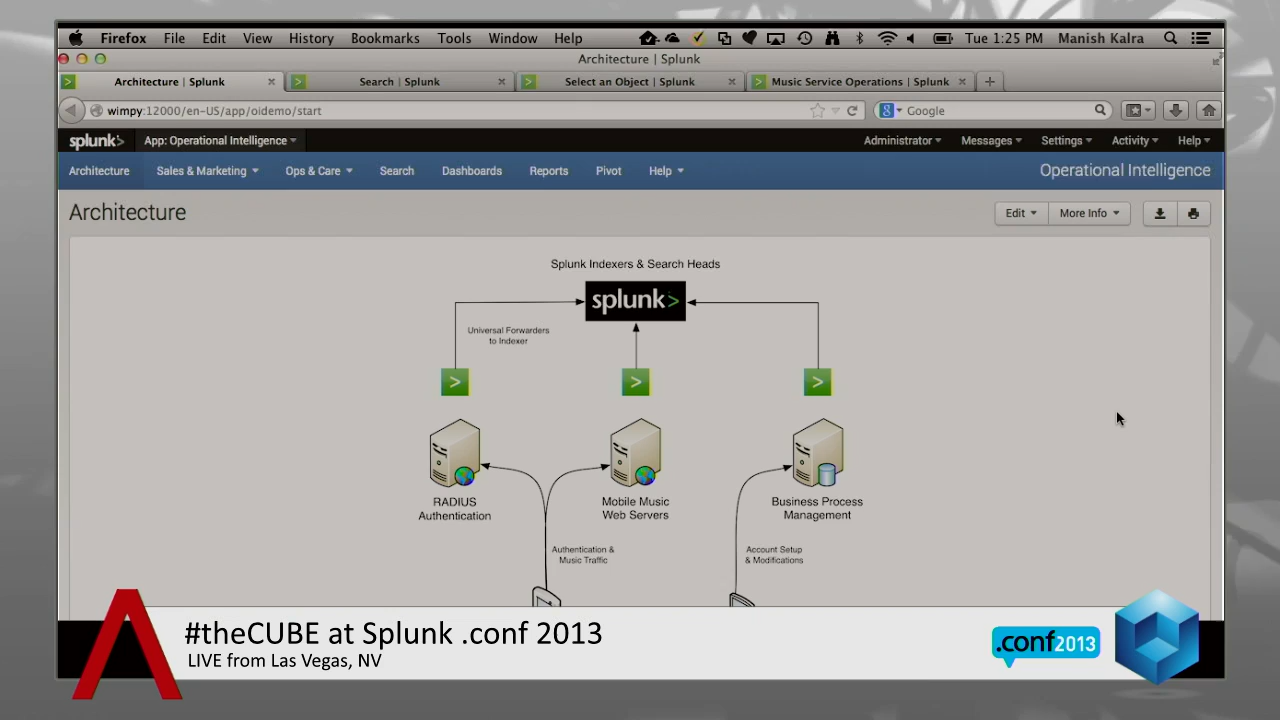 Firefox File Edit View History Bookmarks Tools Window Help Tue 1:25 PM Manish Kalra
Architecture | Splunk
Architecture | Splunk Search | Splunk Select an Object | Splunk Music Service Operations | Splunk
wimpy:12000/en-US/app/oidemo/start Google
splunk> App: Operational Intelligence Administrator Messages Settings Activity Help
Architecture Sales & Marketing Ops & Care Search Dashboards Reports Pivot Help Operational Intelligence
Architecture Edit More Info
Splunk Indexers & Search Heads
splunk>
Universal Forwarders
to Indexer
RADIUS
Authentication
Mobile Music
Web Servers
Business Process
Management
Authentication &
Music Traffic
Account Setup
& Modifications
#theCUBE at Splunk .conf 2013
LIVE from Las Vegas, NV
.conf2013